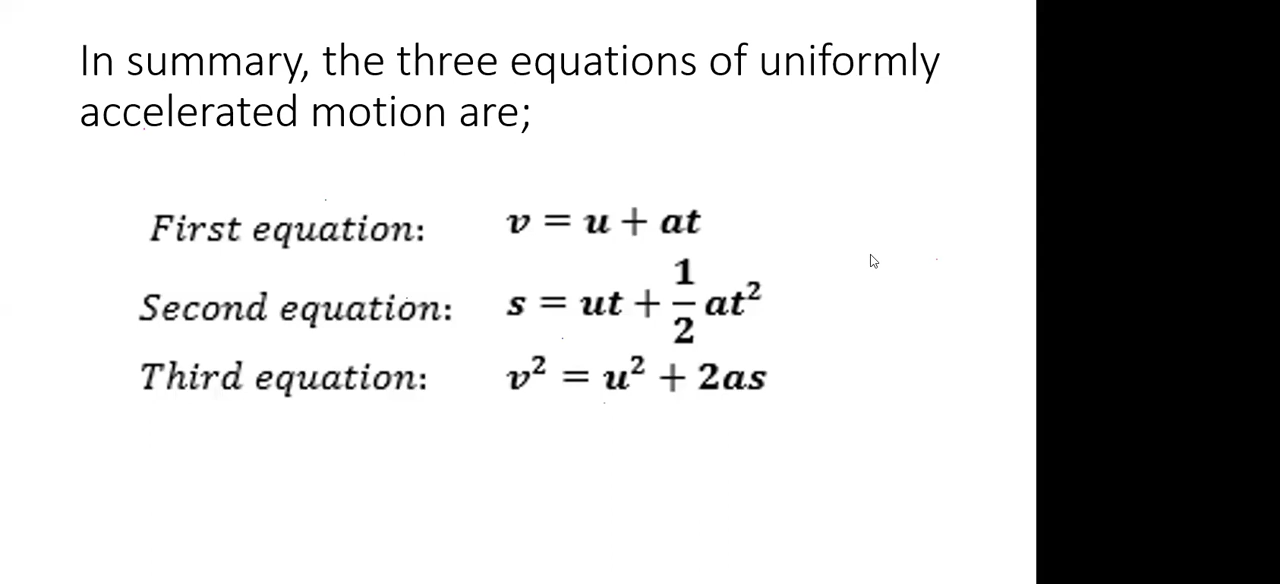 In summary, the three equations of uniformly
accelerated motion are;
First equation: v = u + at
Second equation: s = ut + 1/2 at²
Third equation: v² = u² + 2as